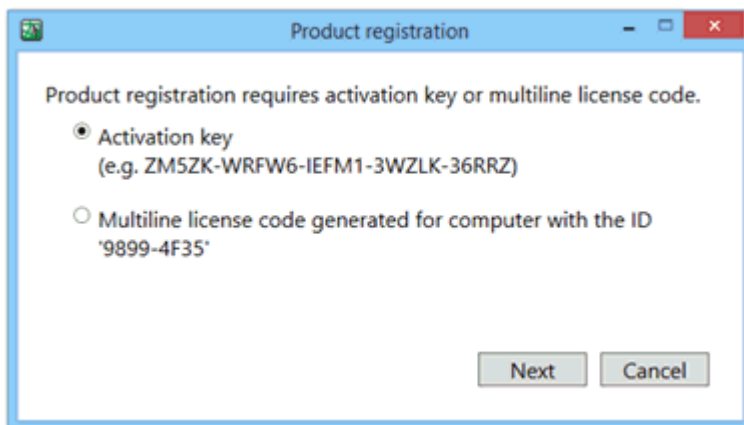 Product registration
Product registration requires activation key or multiline license code.
Activation key
(e.g. ZM5ZK-WRFW6-IEFM1-3WZLK-36RRZ)
Multiline license code generated for computer with the ID
'9899-4F35'
Next Cancel